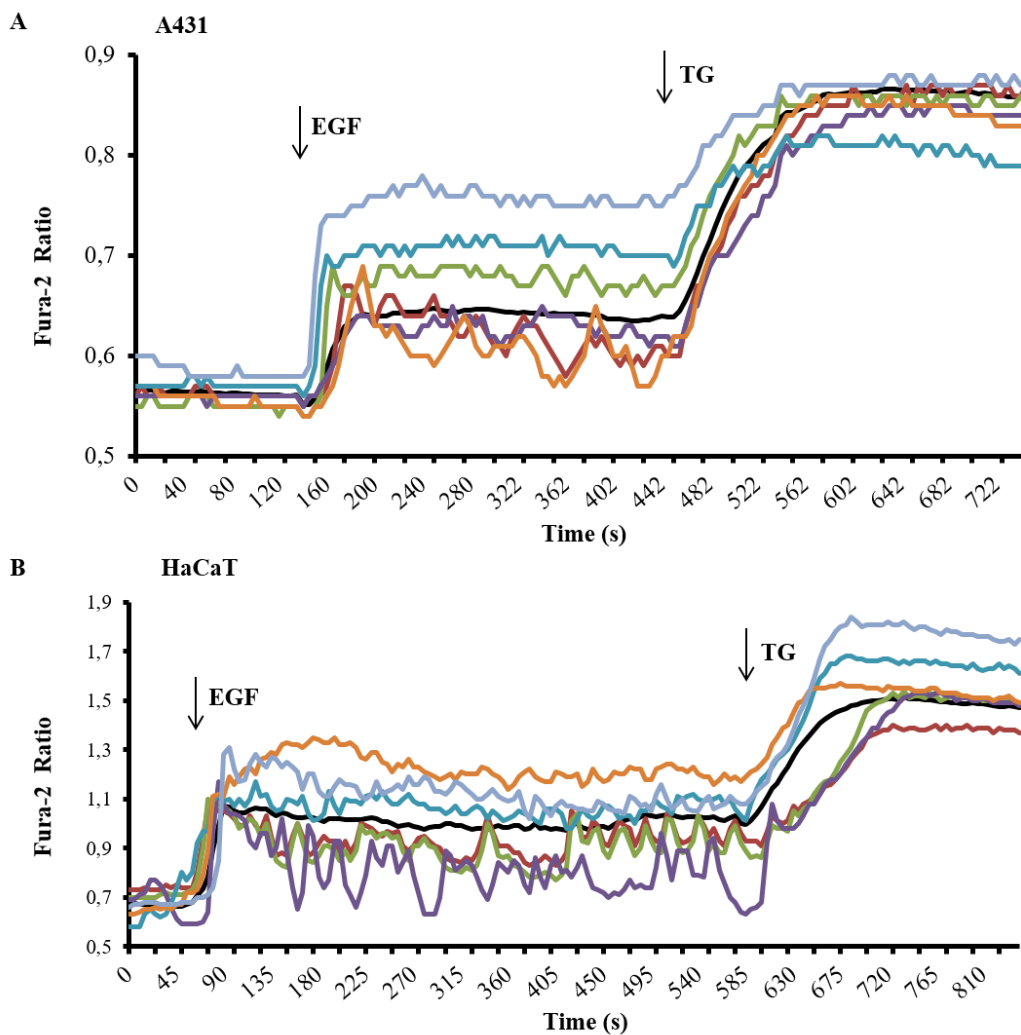 A
A431
0,9
TG
EGF
0,8
Fura-2 Ratio
0,7
0,6
0,5
0 40 80 120 160 200 240 280 322 362 402 442 482 522 562 602 642 682 722
Time (s)
B
HaCaT
1,9
1,7
TG
EGF
1,5
Fura-2 Ratio
1,3
1,1
0,9
0,7
0,5
0 45 90 135 180 225 270 315 360 405 450 495 540 585 630 675 720 765 810
Time (s)